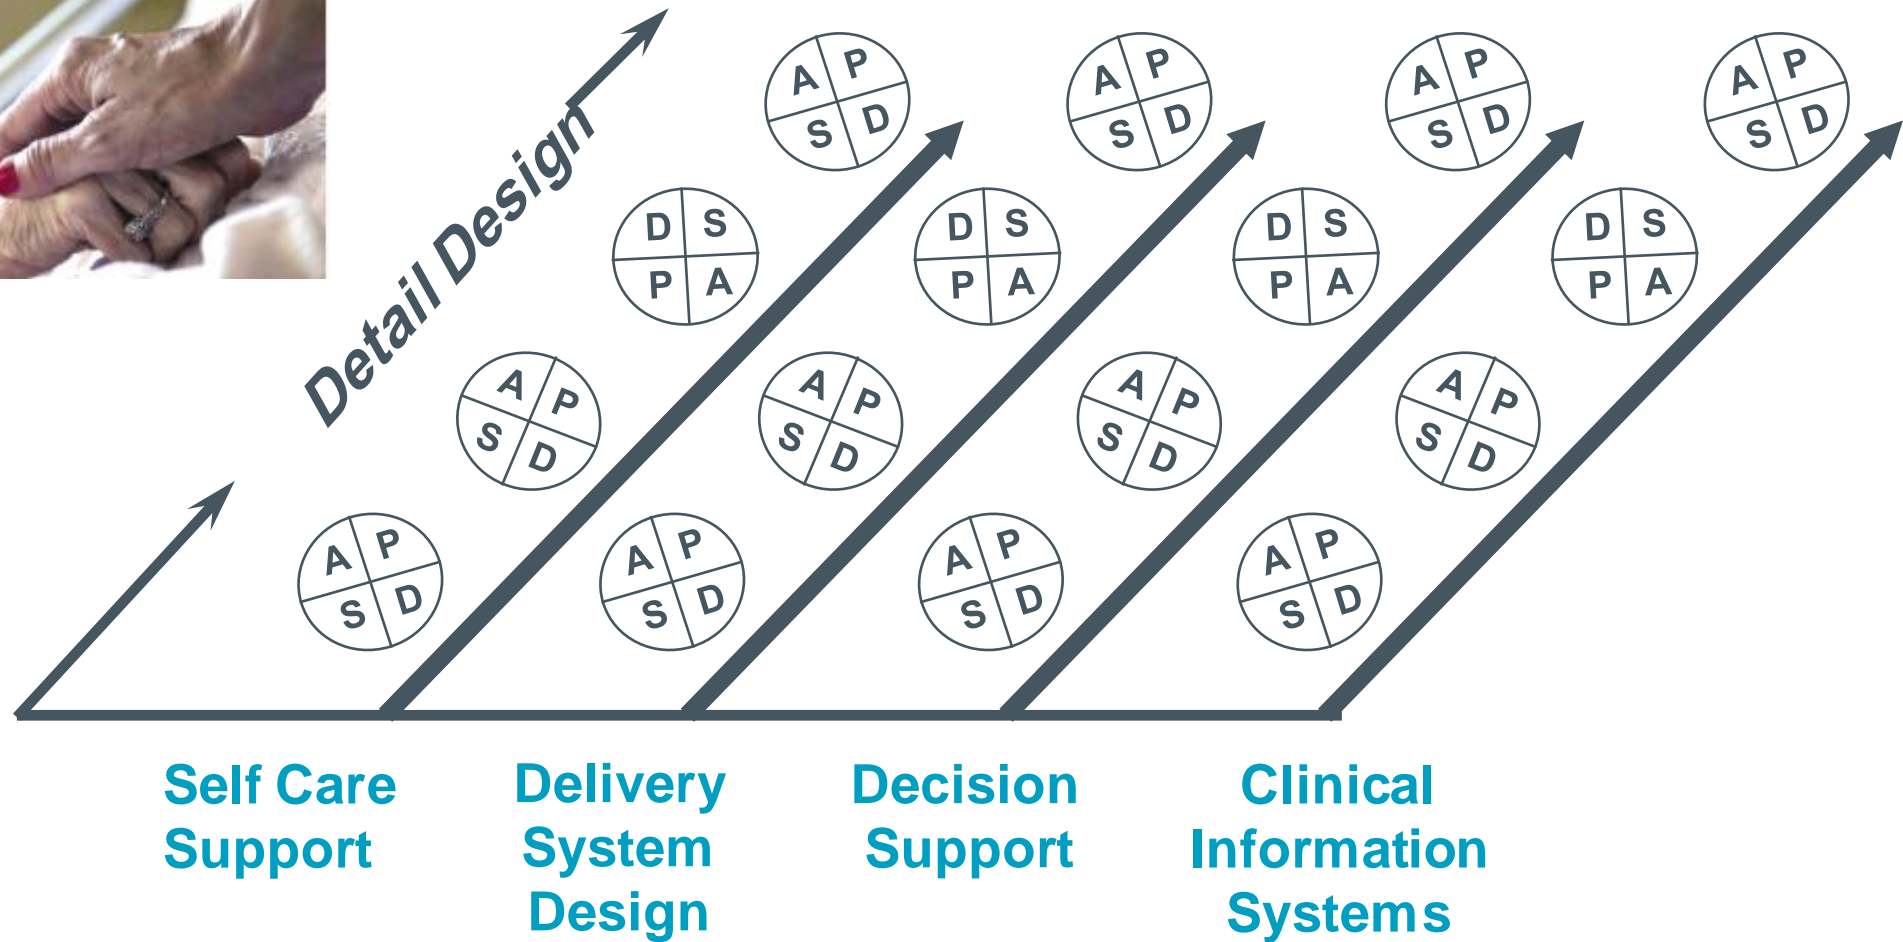 Detail Design
A P
S D
A P
S D
A P
S D
A P
S D
D S
P A
D S
P A
D S
P A
D S
P A
A P
S D
A P
S D
A P
S D
A P
S D
A P
S D
A P
S D
A P
S D
A P
S D
Self Care
Support
Delivery
System
Design
Decision
Support
Clinical
Information
Systems